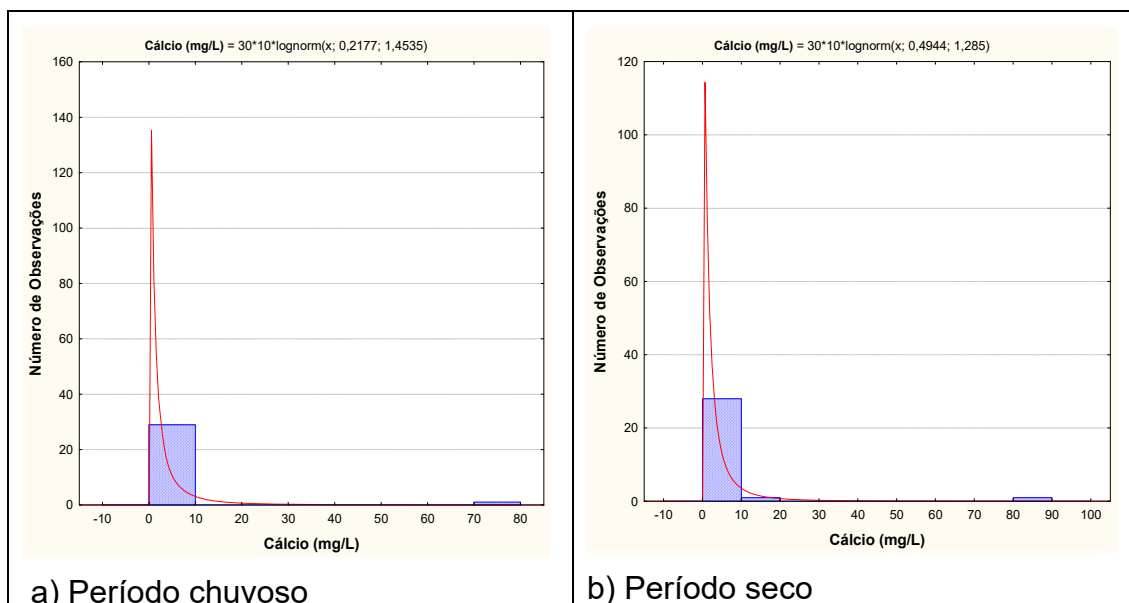 Cálcio (mg/L) = 30*10*lognorm(x; 0,2177; 1,4535)
160
140
120
100
80
60
40
20
0
Número de Observações
-10 0 10 20 30 40 50 60 70 80
Cálcio (mg/L)
a) Período chuvoso
Cálcio (mg/L) = 30*10*lognorm(x; 0,4944; 1,285)
120
100
80
60
40
20
0
Número de Observações
-10 0 10 20 30 40 50 60 70 80 90 100
Cálcio (mg/L)
b) Período seco